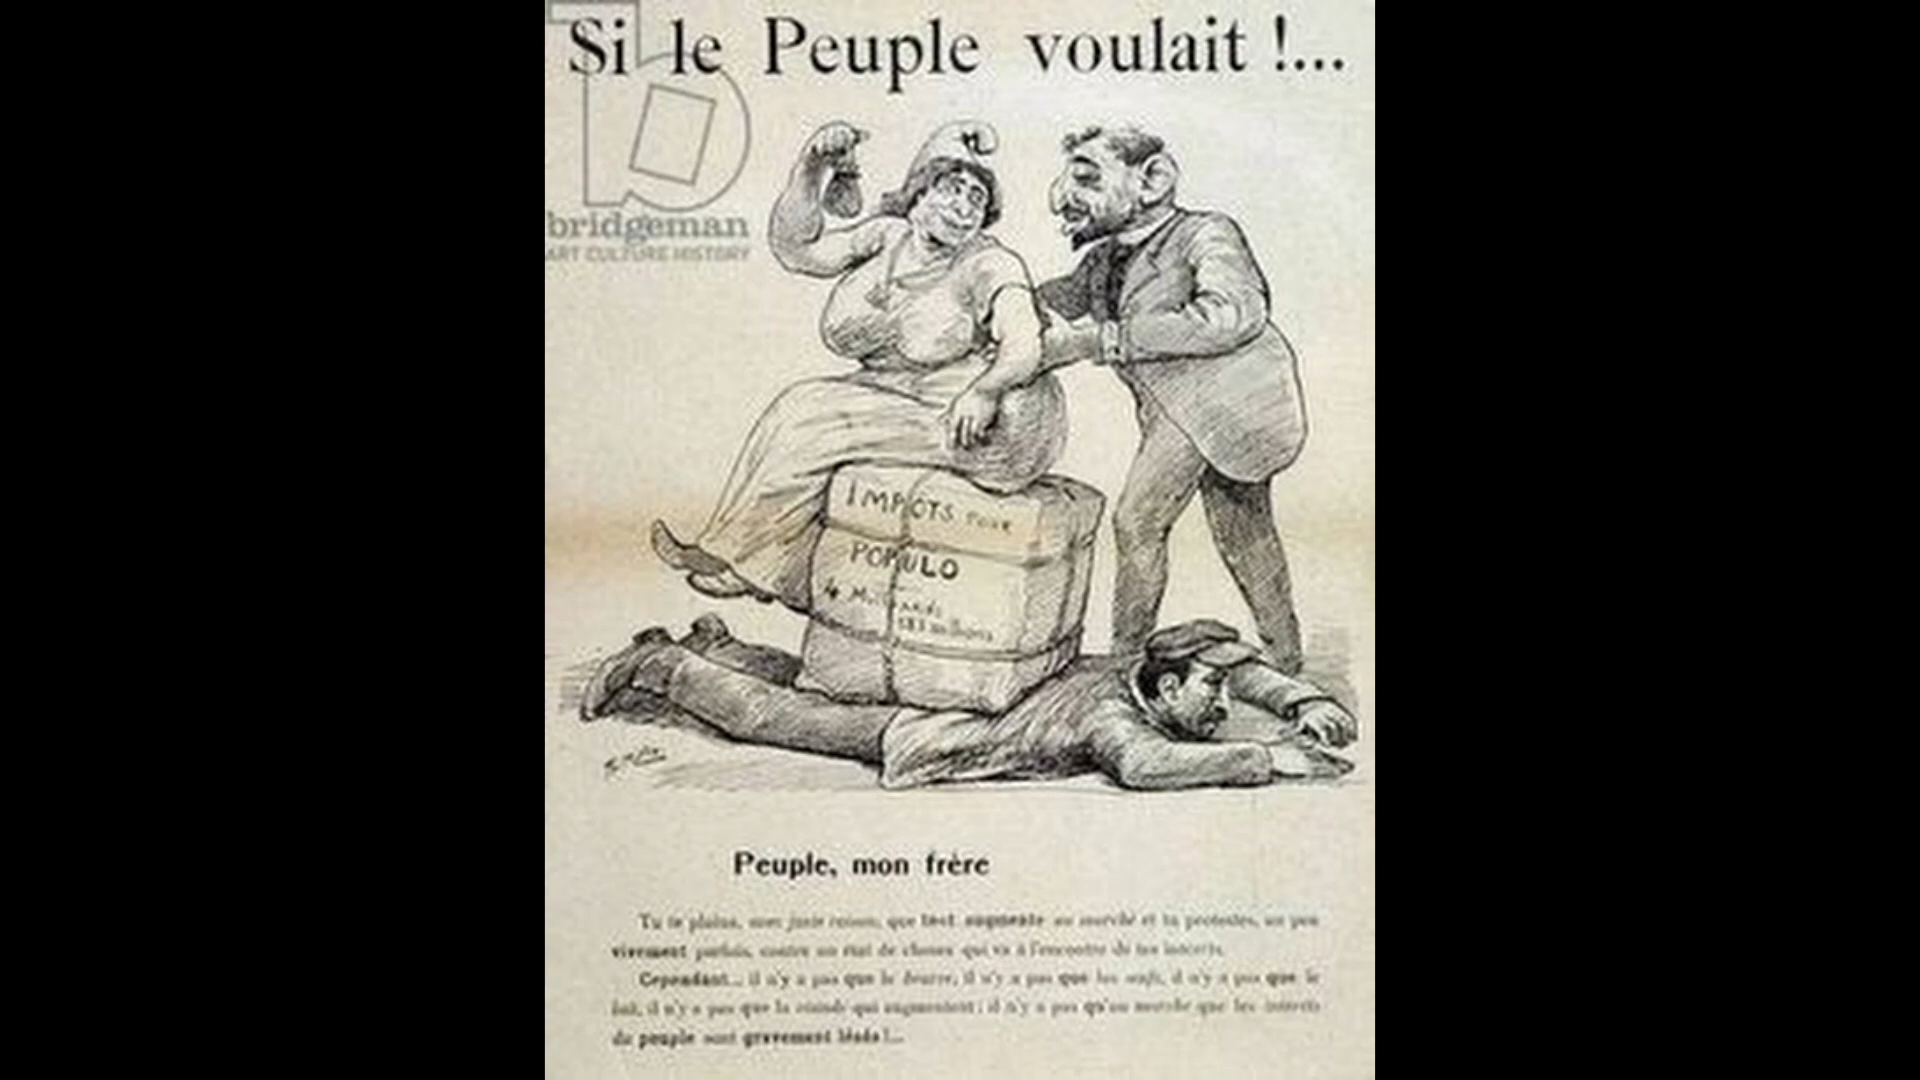 Si le Peuple voulait !...
bridgeman
ART CULTURE HISTORY
IMPOTS POUR
POPULO
4 Milliards
183 millions
Peuple, mon frère
Tu te plains, avec juste raison, que tout augmente au marché et tu protestes, un peu
vivement parfois, contre un état de choses qui va à l'encontre de tes intérêts.
Cependant... il n'y a pas que le beurre, il n'y a pas que les œufs, il n'y a pas que le
lait, il n'y a pas que la viande qui augmentent ; il n'y a pas qu'au marché que les intérêts
du peuple sont gravement lésés !...